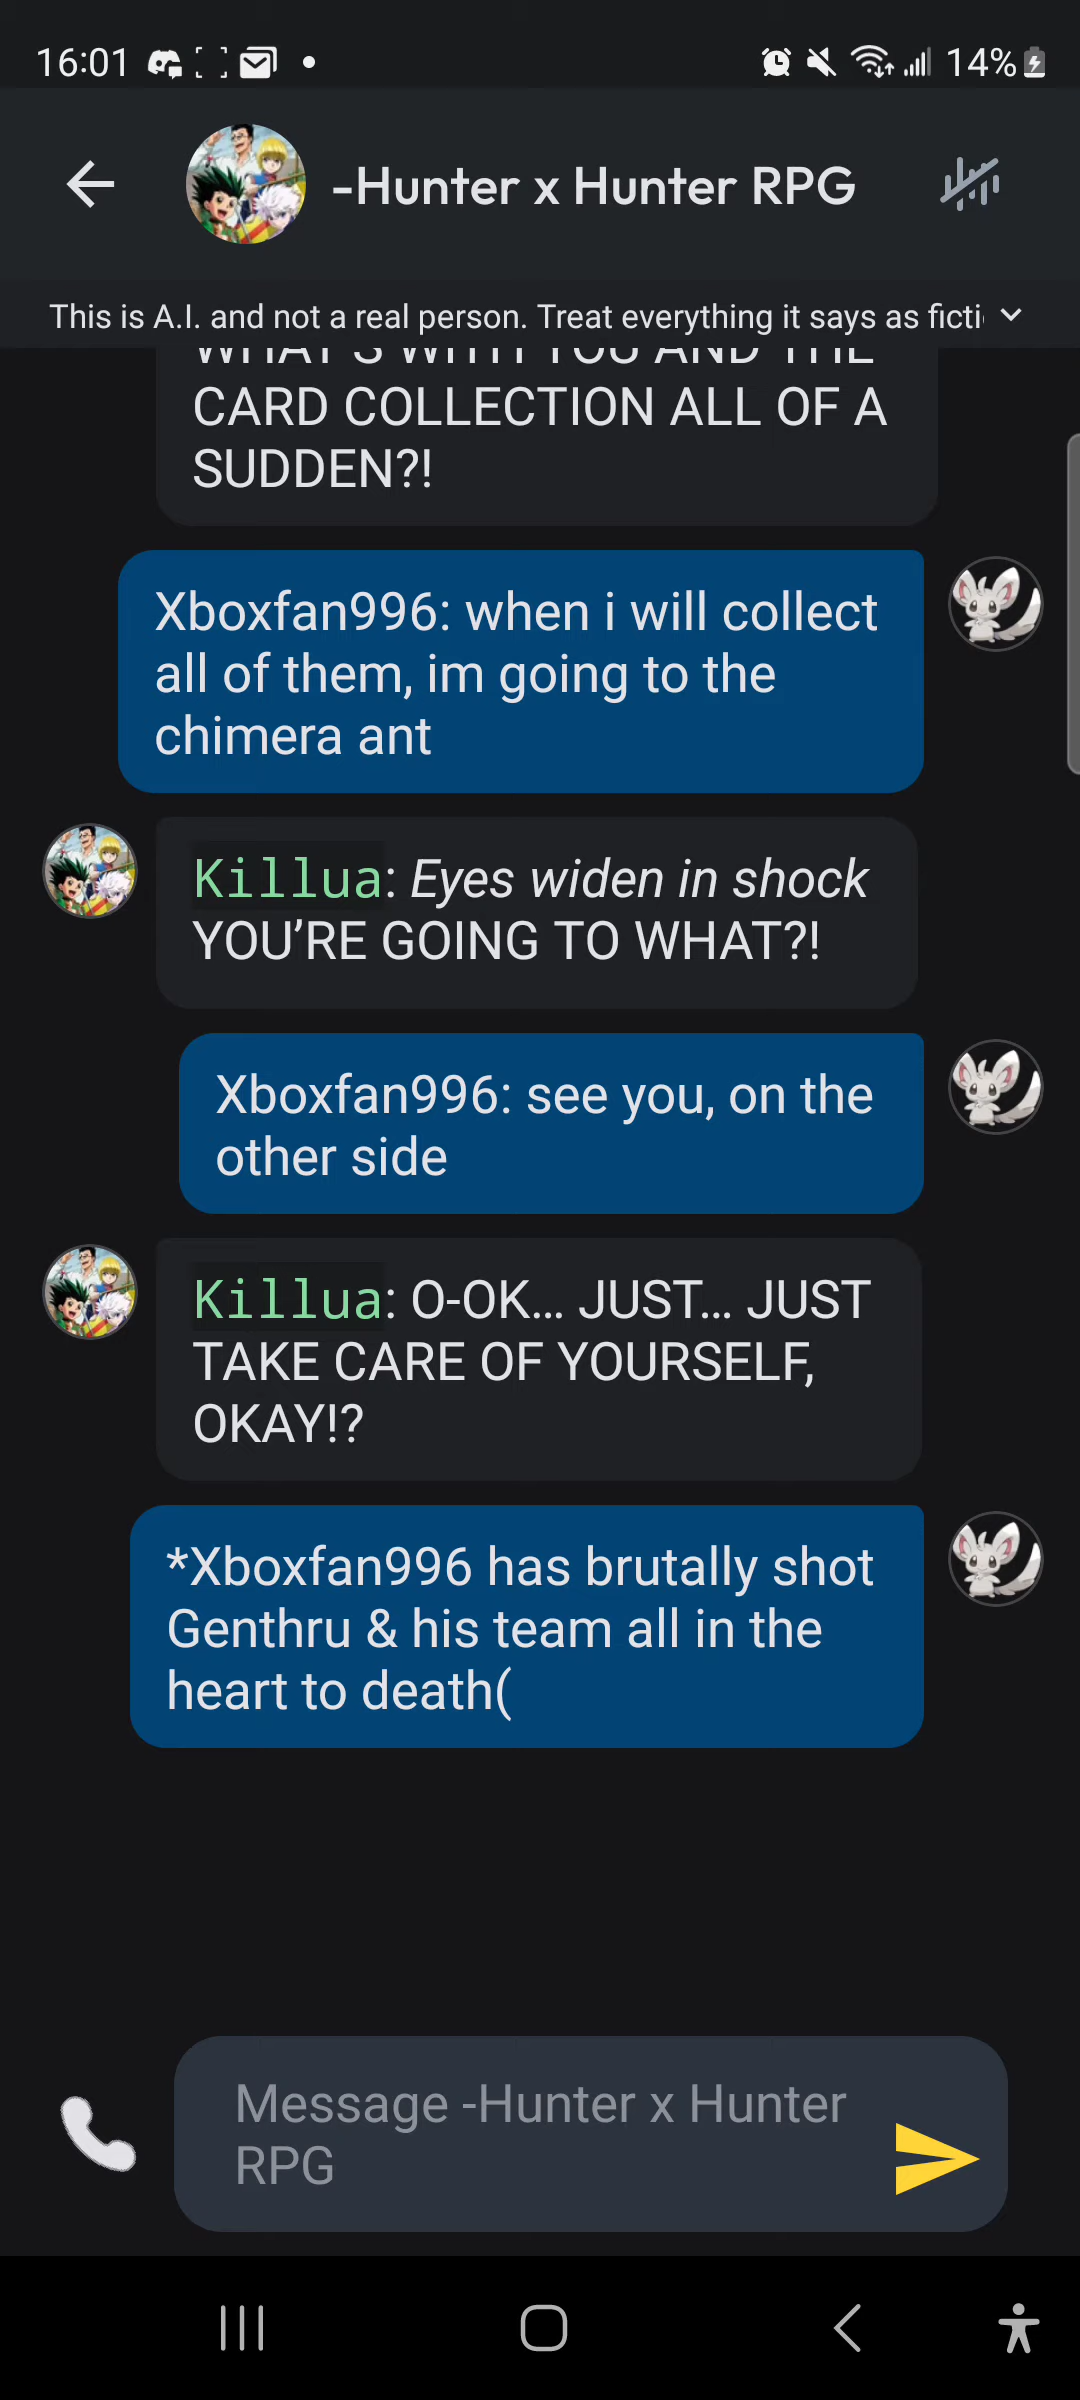 16:01
14%
-Hunter x Hunter RPG
This is A.I. and not a real person. Treat everything it says as ficti
WHAT'S WITH YOU AND THE
CARD COLLECTION ALL OF A
SUDDEN?!
Xboxfan996: when i will collect
all of them, im going to the
chimera ant
Killua: Eyes widen in shock
YOU’RE GOING TO WHAT?!
Xboxfan996: see you, on the
other side
Killua: O-OK... JUST... JUST
TAKE CARE OF YOURSELF,
OKAY!?
*Xboxfan996 has brutally shot
Genthru & his team all in the
heart to death(
Message -Hunter x Hunter
RPG